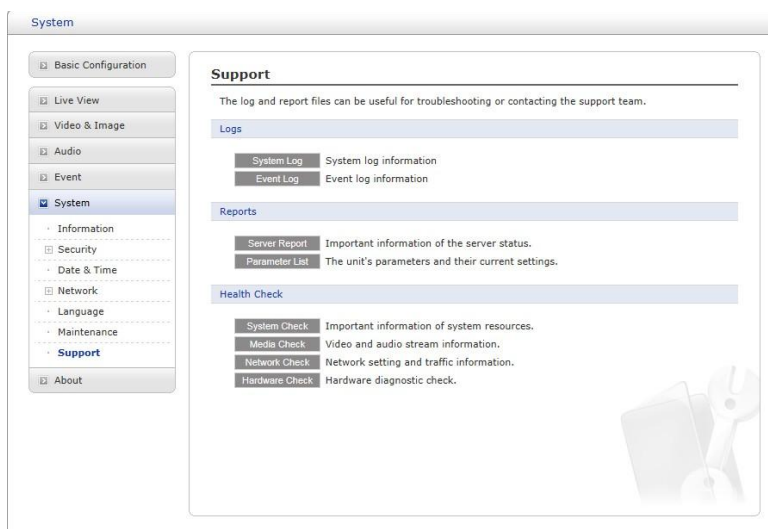 System
Basic Configuration
Live View
Video & Image
Audio
Event
System
Information
Security
Date & Time
Network
Language
Maintenance
Support
About
Support
The log and report files can be useful for troubleshooting or contacting the support team.
Logs
System Log System log information
Event Log Event log information
Reports
Server Report Important information of the server status.
Parameter List The unit's parameters and their current settings.
Health Check
System Check Important information of system resources.
Media Check Video and audio stream information.
Network Check Network setting and traffic information.
Hardware Check Hardware diagnostic check.